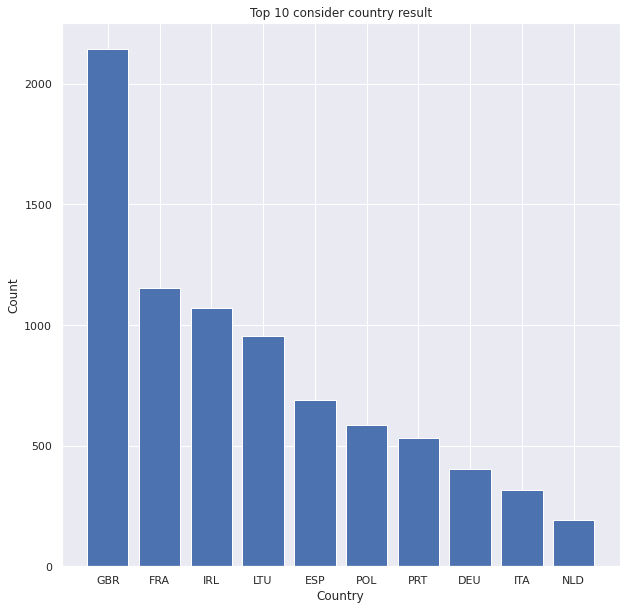 Top 10 consider country result
2000
1500
1000
500
0
Count
GBR FRA IRL LTU ESP POL PRT DEU ITA NLD
Country